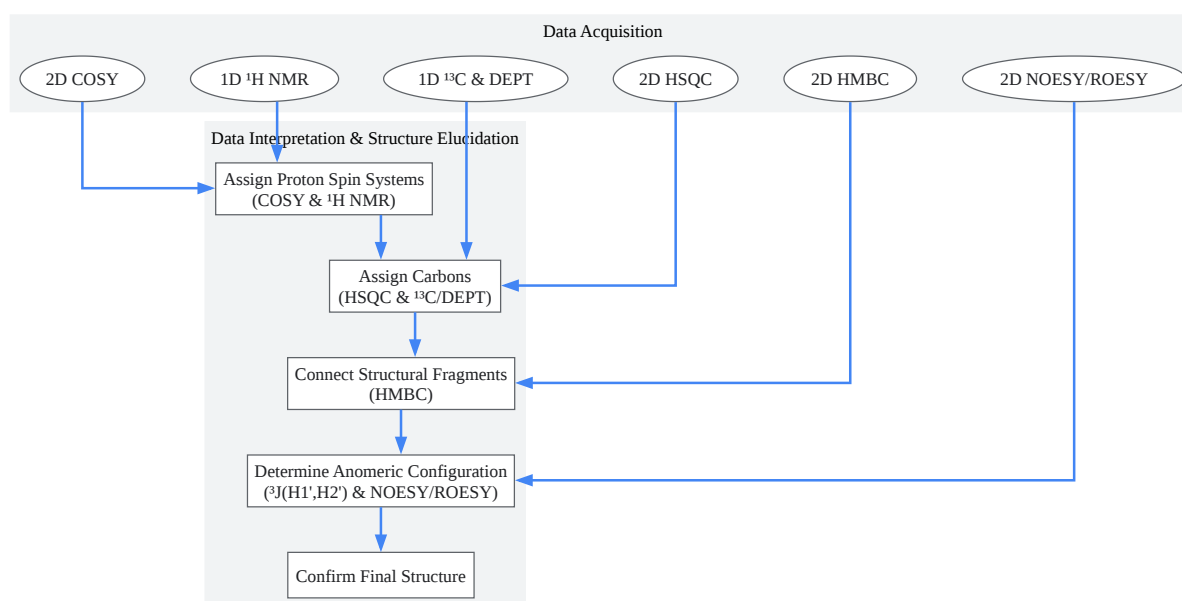 Data Acquisition
2D COSY
1D ¹H NMR
1D ¹³C & DEPT
2D HSQC
2D HMBC
2D NOESY/ROESY
Data Interpretation & Structure Elucidation
Assign Proton Spin Systems
(COSY & ¹H NMR)
Assign Carbons
(HSQC & ¹³C/DEPT)
Connect Structural Fragments
(HMBC)
Determine Anomeric Configuration
(³J(H1',H2') & NOESY/ROESY)
Confirm Final Structure